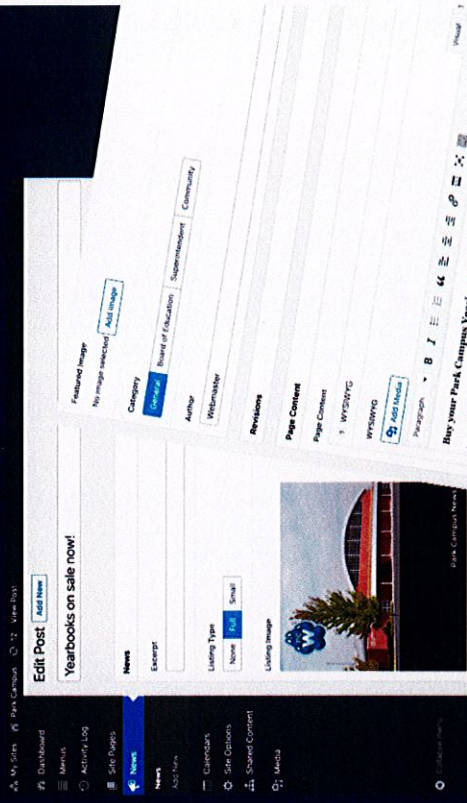 My Sites Park Campus 12 View Post
Dashboard
Menus
Activity Log
Site Pages
News
News
Add New
Calendars
Site Options
Shared Content
Media
Collapse menu
Edit Post Add New
Yearbooks on sale now!
News
Excerpt
Listing Type
None Full Small
Listing Image
W
Park Campus News
Featured Image
No image selected Add Image
Category
General Board of Education Superintendent Community
Author
Webmaster
Revisions
Page Content
Page Content
1 WYSIWYG
WYSIWYG
Add Media
Visual
Paragraph B I
Buy your Park Campus